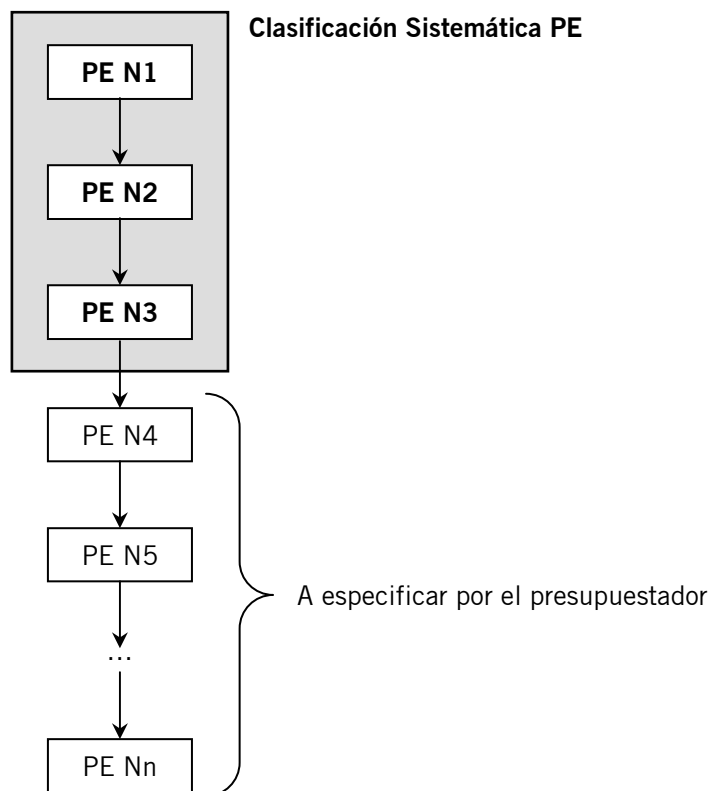 Clasificación Sistemática PE
PE N1
PE N2
PE N3
PE N4
PE N5
A especificar por el presupuestador
...
PE Nn